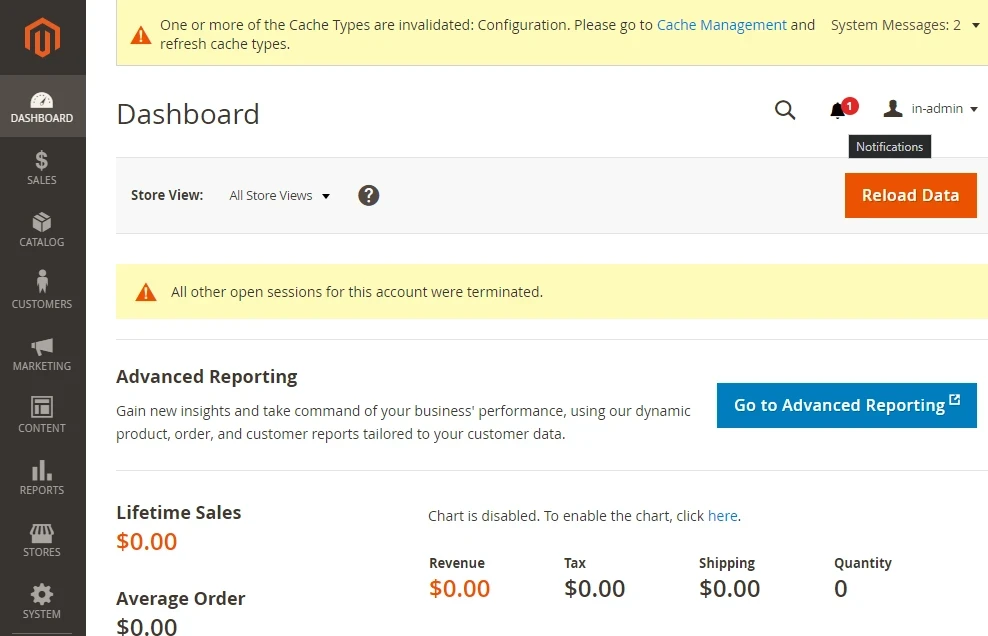 One or more of the Cache Types are invalidated: Configuration. Please go to Cache Management and
refresh cache types.
System Messages: 2
DASHBOARD
SALES
CATALOG
CUSTOMERS
MARKETING
CONTENT
REPORTS
STORES
SYSTEM
Dashboard
1
in-admin
Notifications
Store View:
All Store Views
?
Reload Data
All other open sessions for this account were terminated.
Advanced Reporting
Gain new insights and take command of your business' performance, using our dynamic
product, order, and customer reports tailored to your customer data.
Go to Advanced Reporting
Lifetime Sales
$0.00
Average Order
$0.00
Chart is disabled. To enable the chart, click here.
Revenue
$0.00
Tax
$0.00
Shipping
$0.00
Quantity
0